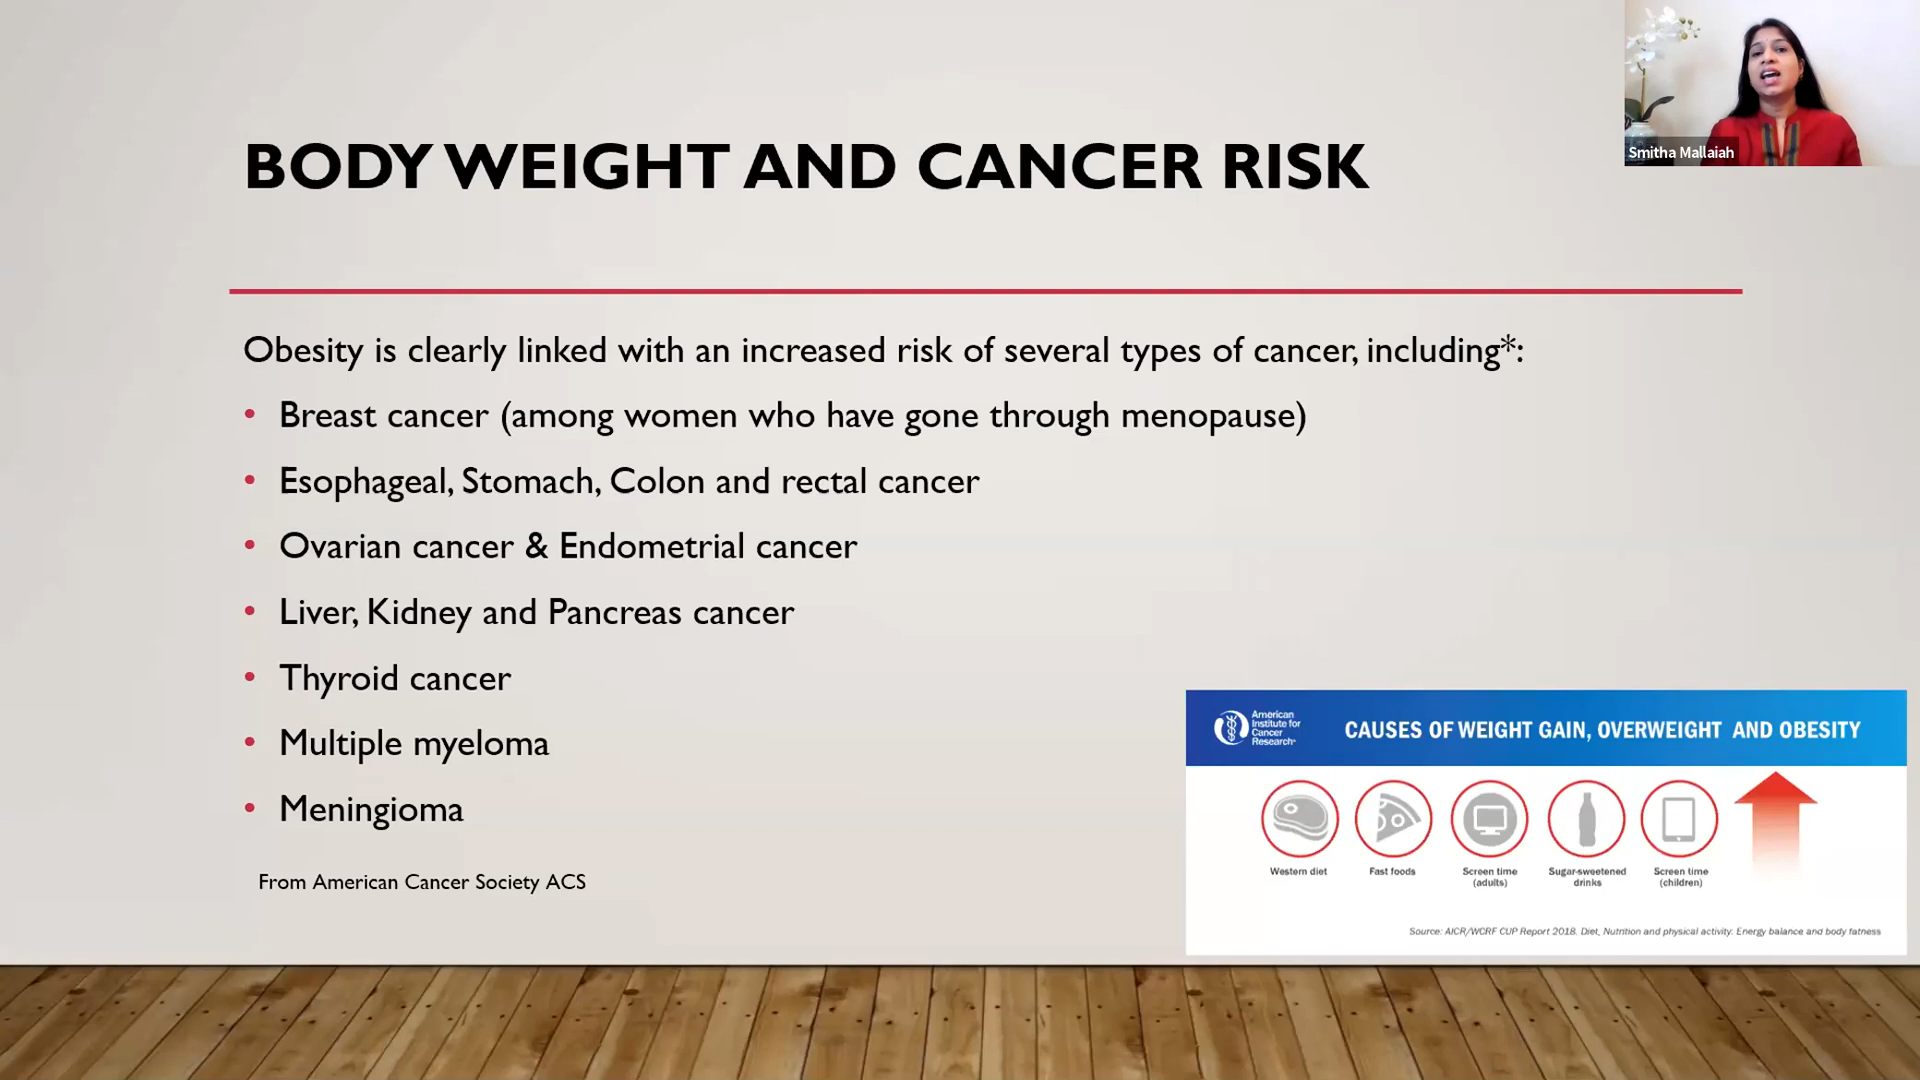 Smitha Mallaiah
BODY WEIGHT AND CANCER RISK
Obesity is clearly linked with an increased risk of several types of cancer, including*:
• Breast cancer (among women who have gone through menopause)
• Esophageal, Stomach, Colon and rectal cancer
• Ovarian cancer & Endometrial cancer
• Liver, Kidney and Pancreas cancer
• Thyroid cancer
• Multiple myeloma
• Meningioma
From American Cancer Society ACS
American
Institute for
Cancer
Research
CAUSES OF WEIGHT GAIN, OVERWEIGHT AND OBESITY
Western diet
Fast foods
Screen time
(adults)
Sugar-sweetened
drinks
Screen time
(children)
Source: AICR/WCRF CUP Report 2018. Diet, Nutrition and physical activity: Energy balance and body fatness